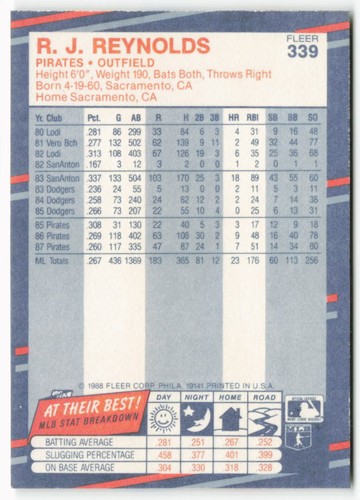 R. J. REYNOLDS
FLEER
339
PIRATES • OUTFIELD
Height 6'0", Weight 190, Bats Both, Throws Right
Born 4-19-60, Sacramento, CA
Home Sacramento, CA
Yr. Club Pct. G AB R H 2B 3B HR RBI SB BB SO
80 Lodi .281 86 299 33 84 6 3 4 31 9 16 48
81 Vero Bch .277 132 502 62 139 9 11 2 49 32 44 77
82 Lodi .313 108 403 67 126 19 3 6 35 25 36 68
82 SanAnton .167 3 12 3 2 0 0 0 0 0 2 2
83 SanAnton .337 133 504 103 170 25 3 18 89 43 55 60
83 Dodgers .236 24 55 5 13 0 0 2 11 5 3 11
84 Dodgers .258 73 240 24 62 12 2 2 24 7 14 38
85 Dodgers .266 73 207 22 55 10 4 0 25 6 13 31
85 Pirates .308 31 130 22 40 5 3 3 17 12 9 18
86 Pirates .269 118 402 63 108 30 2 9 48 16 40 78
87 Pirates .260 115 335 47 87 24 1 7 51 14 34 80
ML Totals .267 436 1369 183 365 81 12 23 176 60 113 256
© 1988 FLEER CORP. PHILA. 19141 PRINTED IN U.S.A.
AT THEIR BEST!
MLB STAT BREAKDOWN
DAY NIGHT HOME ROAD
BATTING AVERAGE .281 .251 .267 .252
SLUGGING PERCENTAGE .458 .377 .401 .399
ON BASE AVERAGE .304 .330 .318 .328